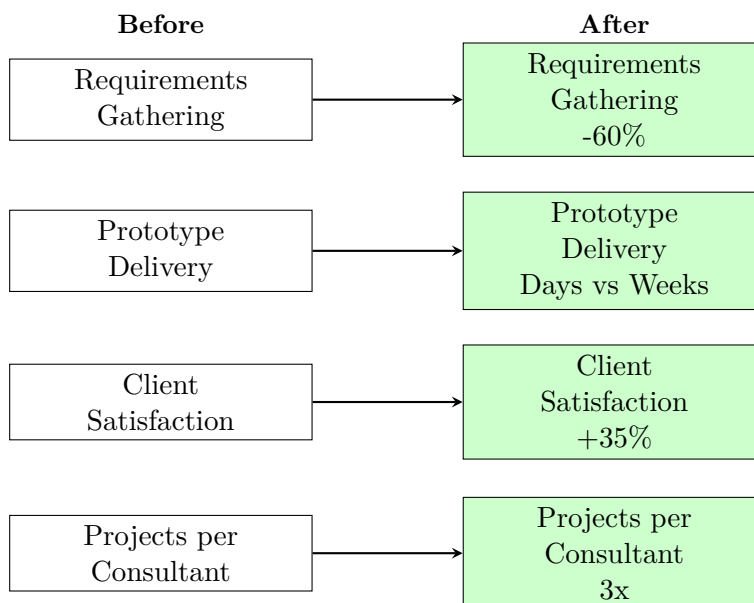 Before
After
Requirements
Gathering
Requirements
Gathering
-60%
Prototype
Delivery
Prototype
Delivery
Days vs Weeks
Client
Satisfaction
Client
Satisfaction
+35%
Projects per
Consultant
Projects per
Consultant
3x